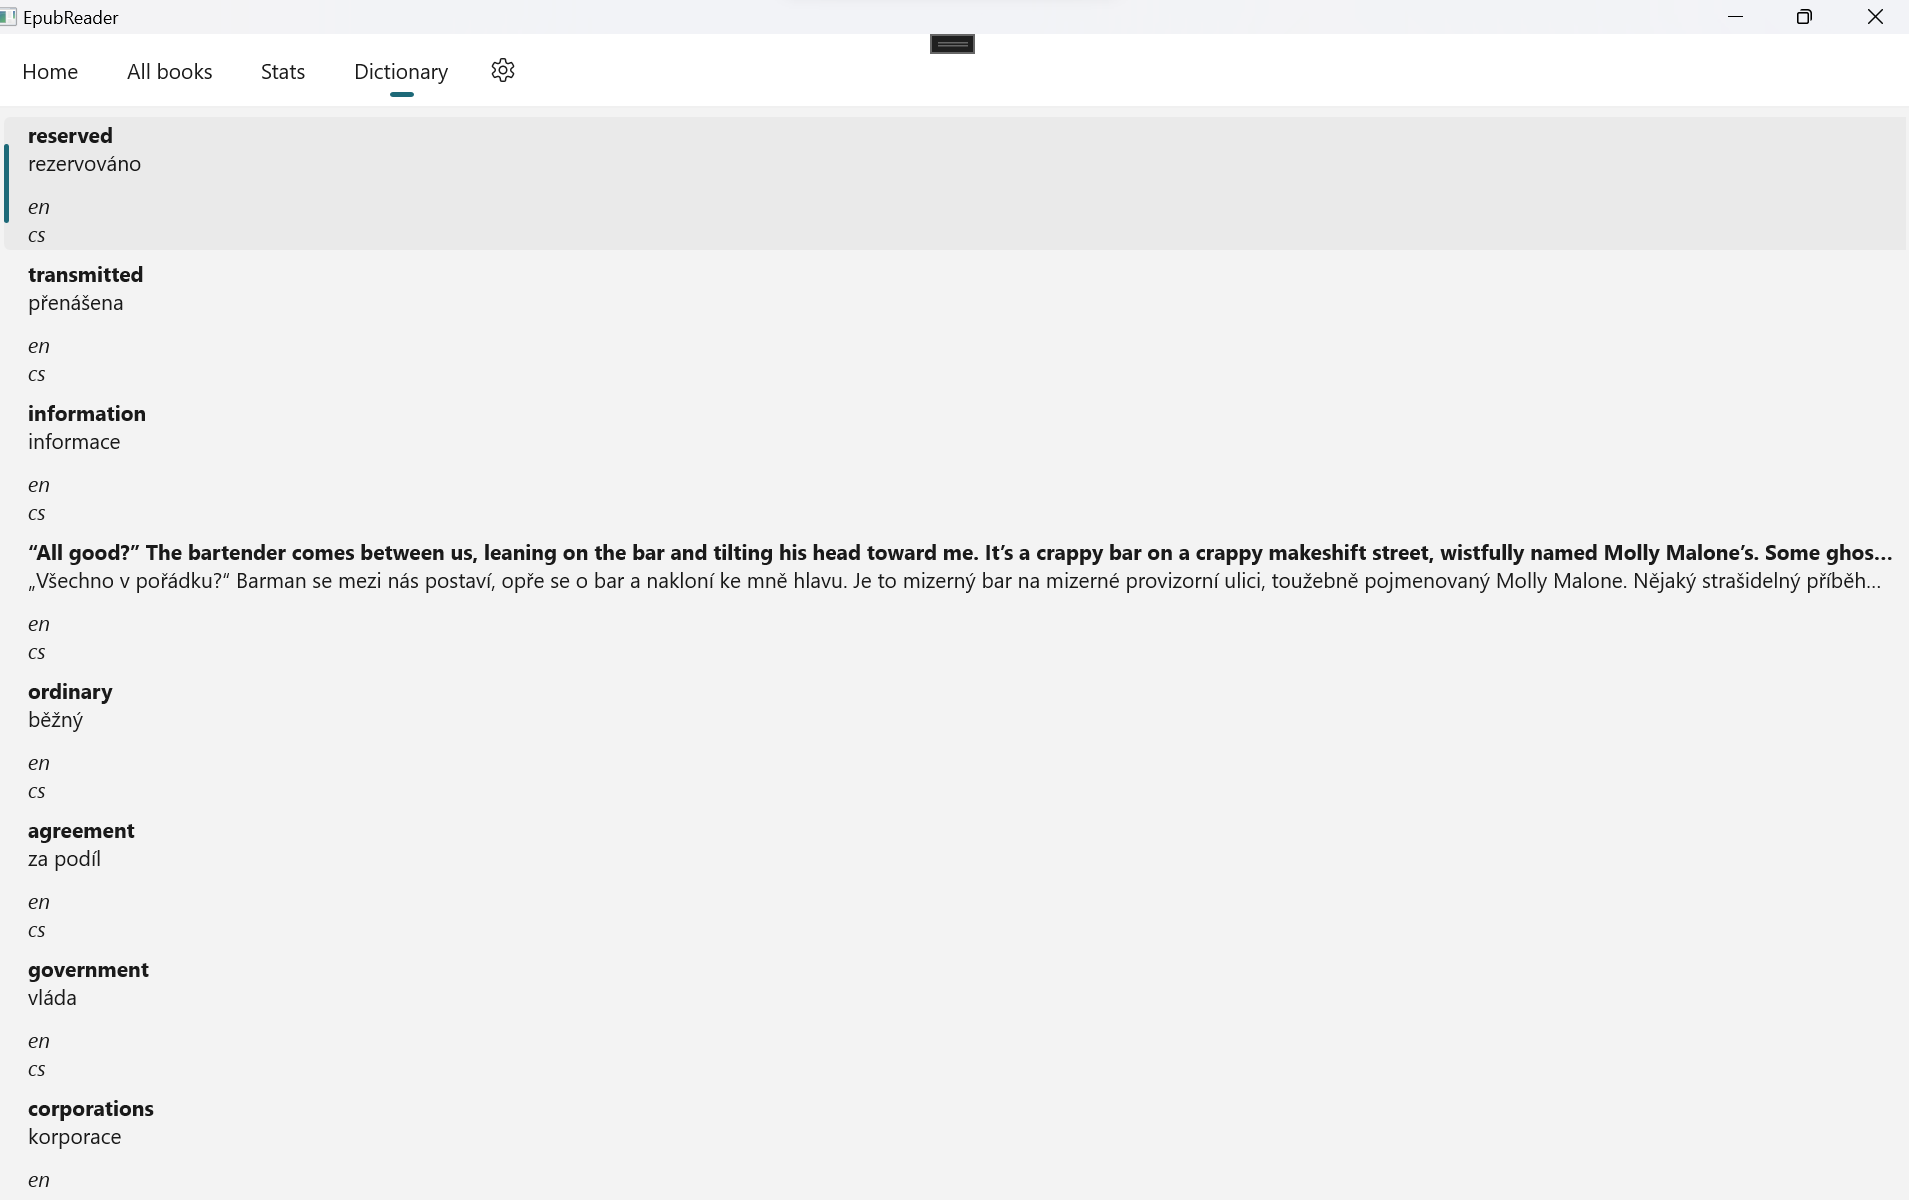 EpubReader
Home
All books
Stats
Dictionary
reserved
rezervováno
en
cs
transmitted
přenášena
en
cs
information
informace
en
cs
“All good?” The bartender comes between us, leaning on the bar and tilting his head toward me. It’s a crappy bar on a crappy makeshift street, wistfully named Molly Malone’s. Some ghos...
„Všechno v pořádku?“ Barman se mezi nás postaví, opře se o bar a nakloní ke mně hlavu. Je to mizerný bar na mizerné provizorní ulici, toužebně pojmenovaný Molly Malone. Nějaký strašidelný příběh...
en
cs
ordinary
běžný
en
cs
agreement
za podíl
en
cs
government
vláda
en
cs
corporations
korporace
en